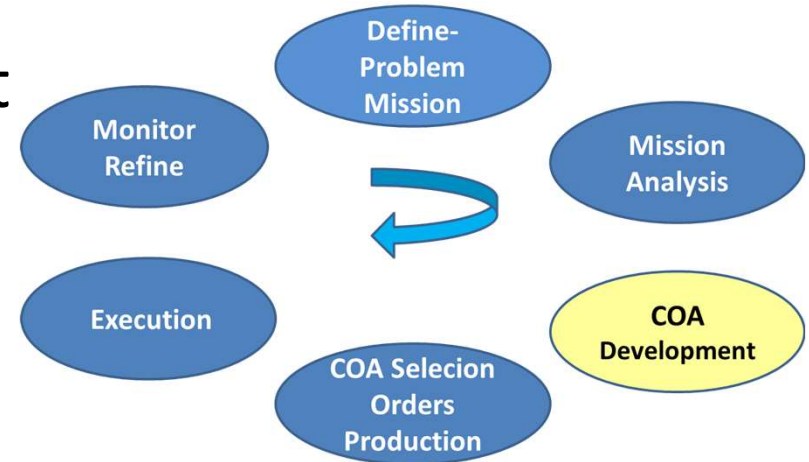 t
Define-
Problem
Mission
Monitor
Refine
Mission
Analysis
Execution
COA
Development
COA Selecion
Orders
Production